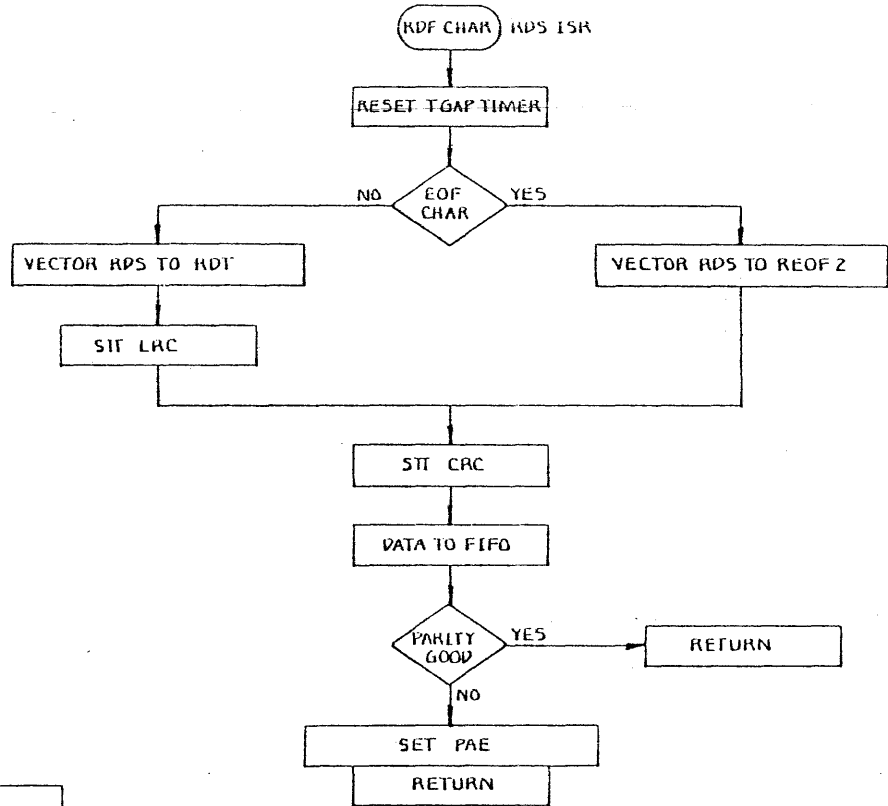 RDF CHAR RDS ISR
RESET TGAP TIMER
NO EOF CHAR YES
VECTOR RDS TO RDT
VECTOR RDS TO REOF 2
STT LRC
STT CRC
DATA TO FIFO
PARITY GOOD YES
RETURN
NO
SET PAE
RETURN